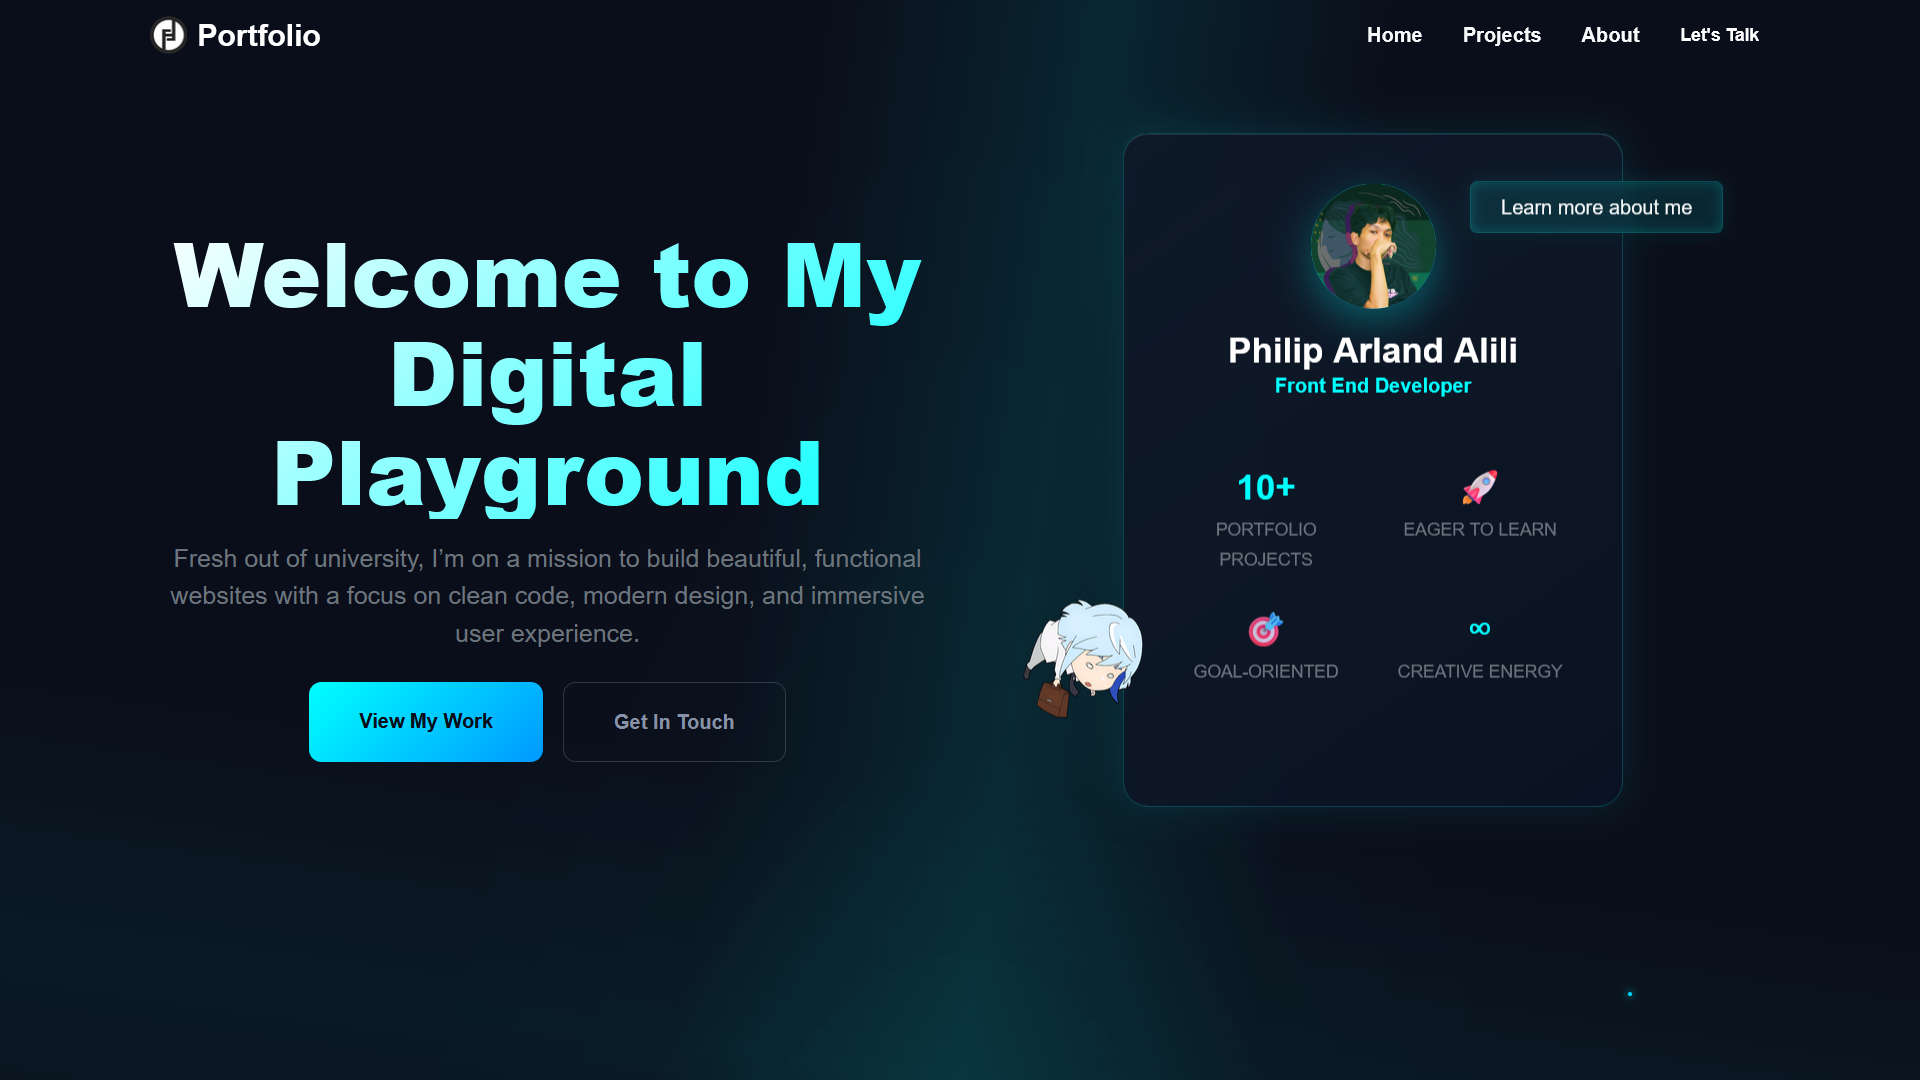 Portfolio
Home
Projects
About
Let's Talk
Welcome to My
Digital
Playground
Fresh out of university, I’m on a mission to build beautiful, functional
websites with a focus on clean code, modern design, and immersive
user experience.
View My Work
Get In Touch
Learn more about me
Philip Arland Alili
Front End Developer
10+
PORTFOLIO
PROJECTS
EAGER TO LEARN
GOAL-ORIENTED
∞
CREATIVE ENERGY